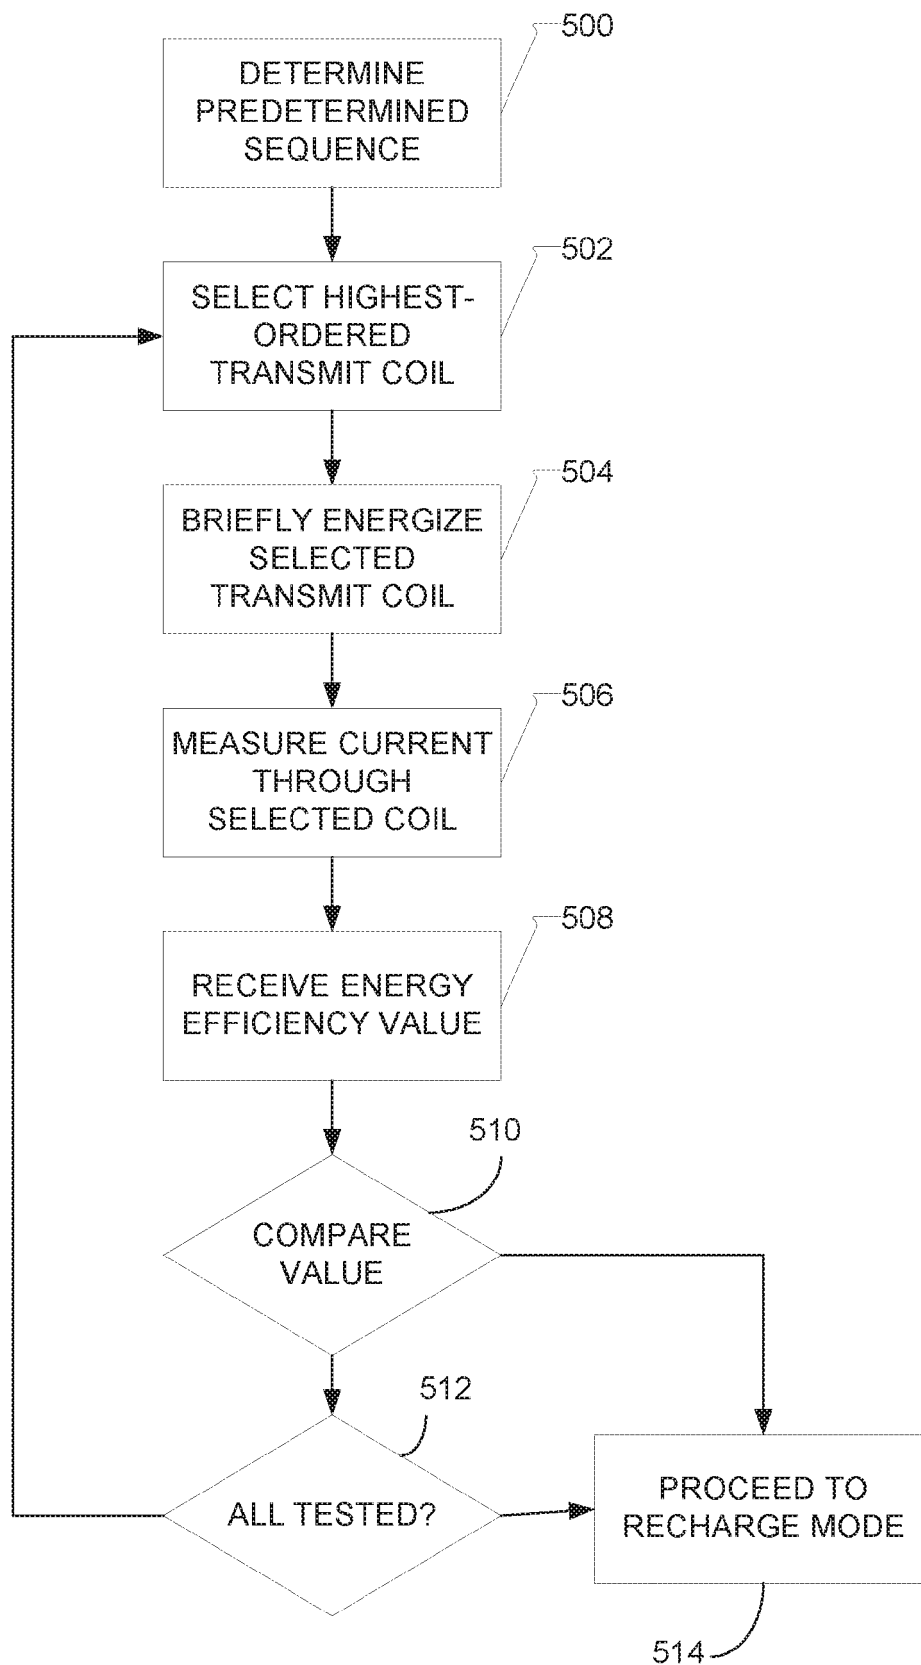 500
DETERMINE
PREDETERMINED
SEQUENCE
502
SELECT HIGHEST-
ORDERED
TRANSMIT COIL
504
BRIEFLY ENERGIZE
SELECTED
TRANSMIT COIL
506
MEASURE CURRENT
THROUGH
SELECTED COIL
508
RECEIVE ENERGY
EFFICIENCY VALUE
510
COMPARE
VALUE
512
ALL TESTED?
PROCEED TO
RECHARGE MODE
514